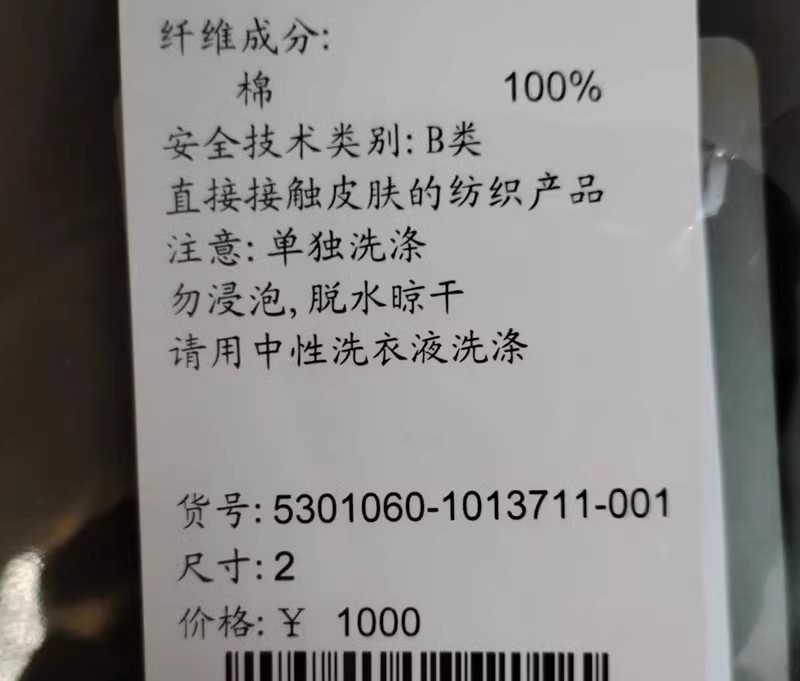 纤维成分:
棉 100%
安全技术类别: B类
直接接触皮肤的纺织产品
注意: 单独洗涤
勿浸泡, 脱水晾干
请用中性洗衣液洗涤
货号: 5301060-1013711-001
尺寸: 2
价格: ¥ 1000